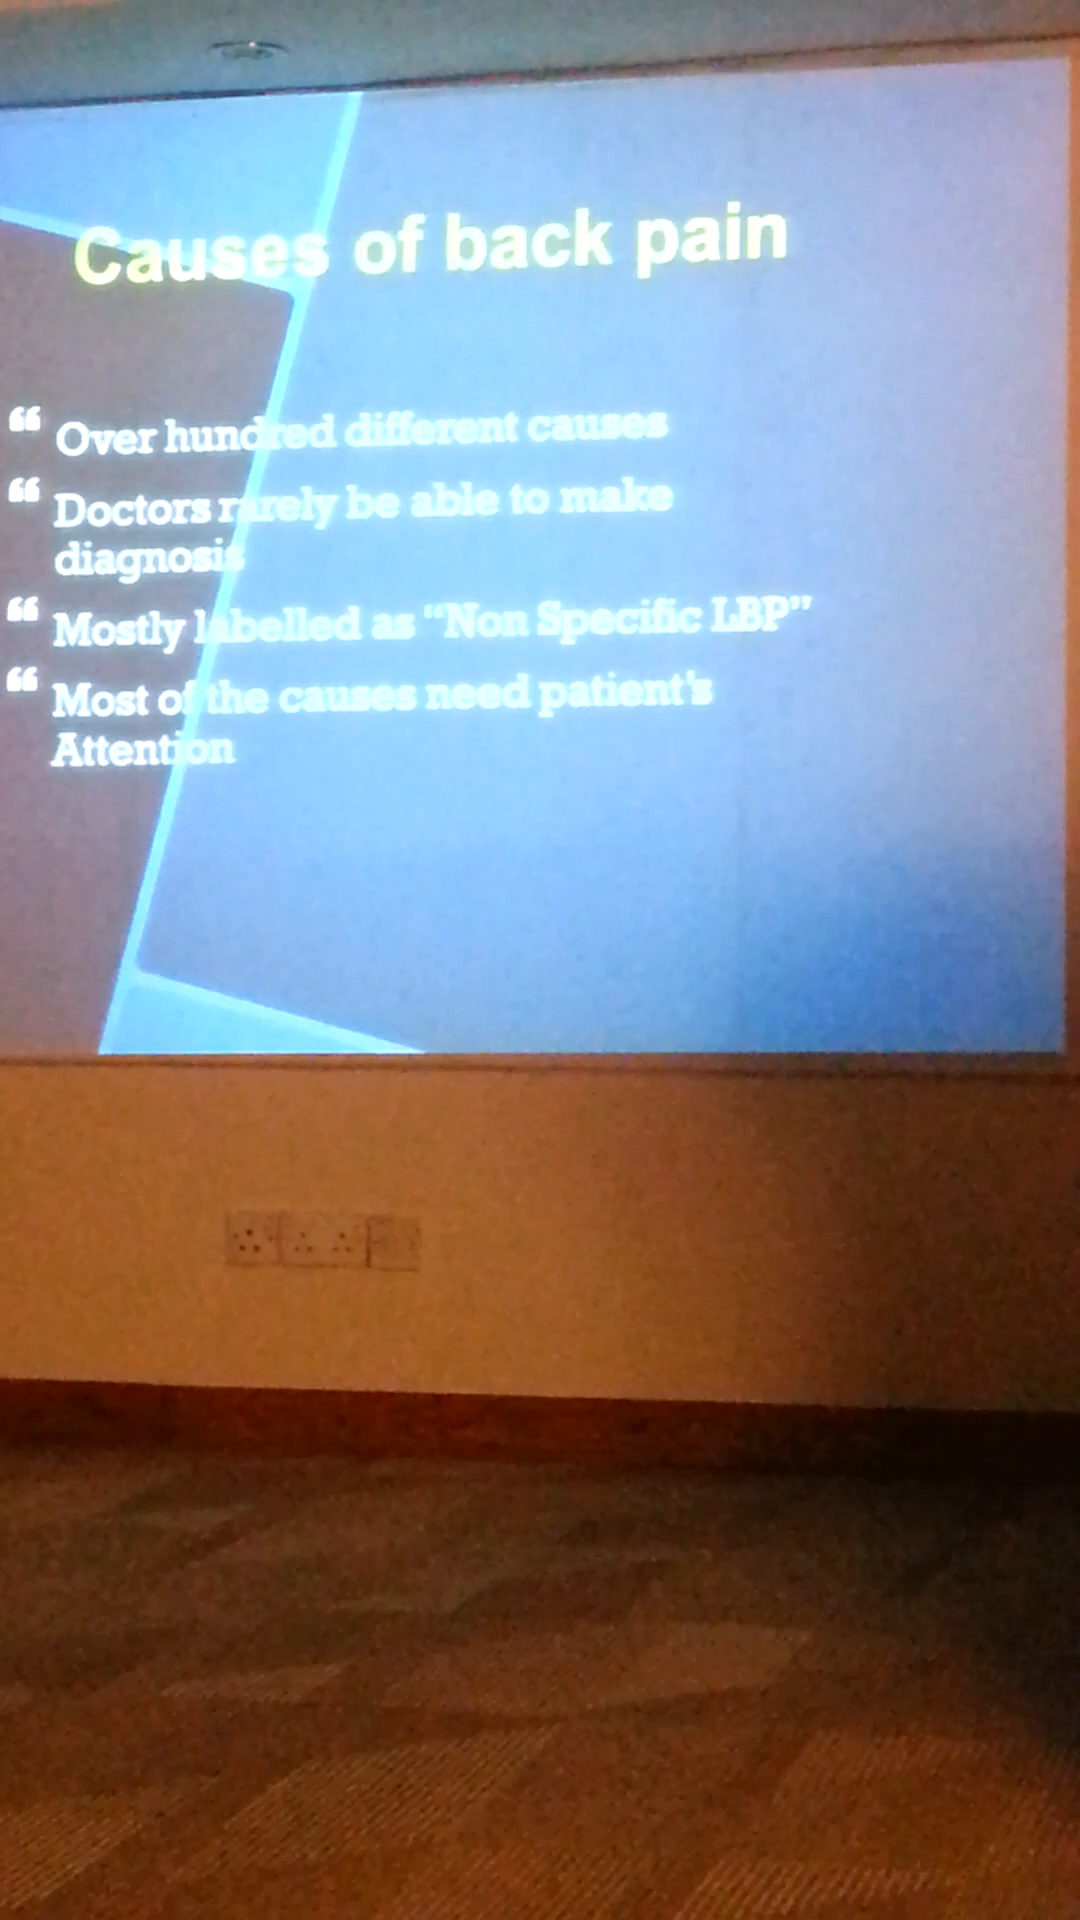 Causes of back pain
“ Over hundred different causes
“ Doctors rarely be able to make
diagnosis
“ Mostly labelled as “Non Specific LBP”
“ Most of the causes need patient's
Attention